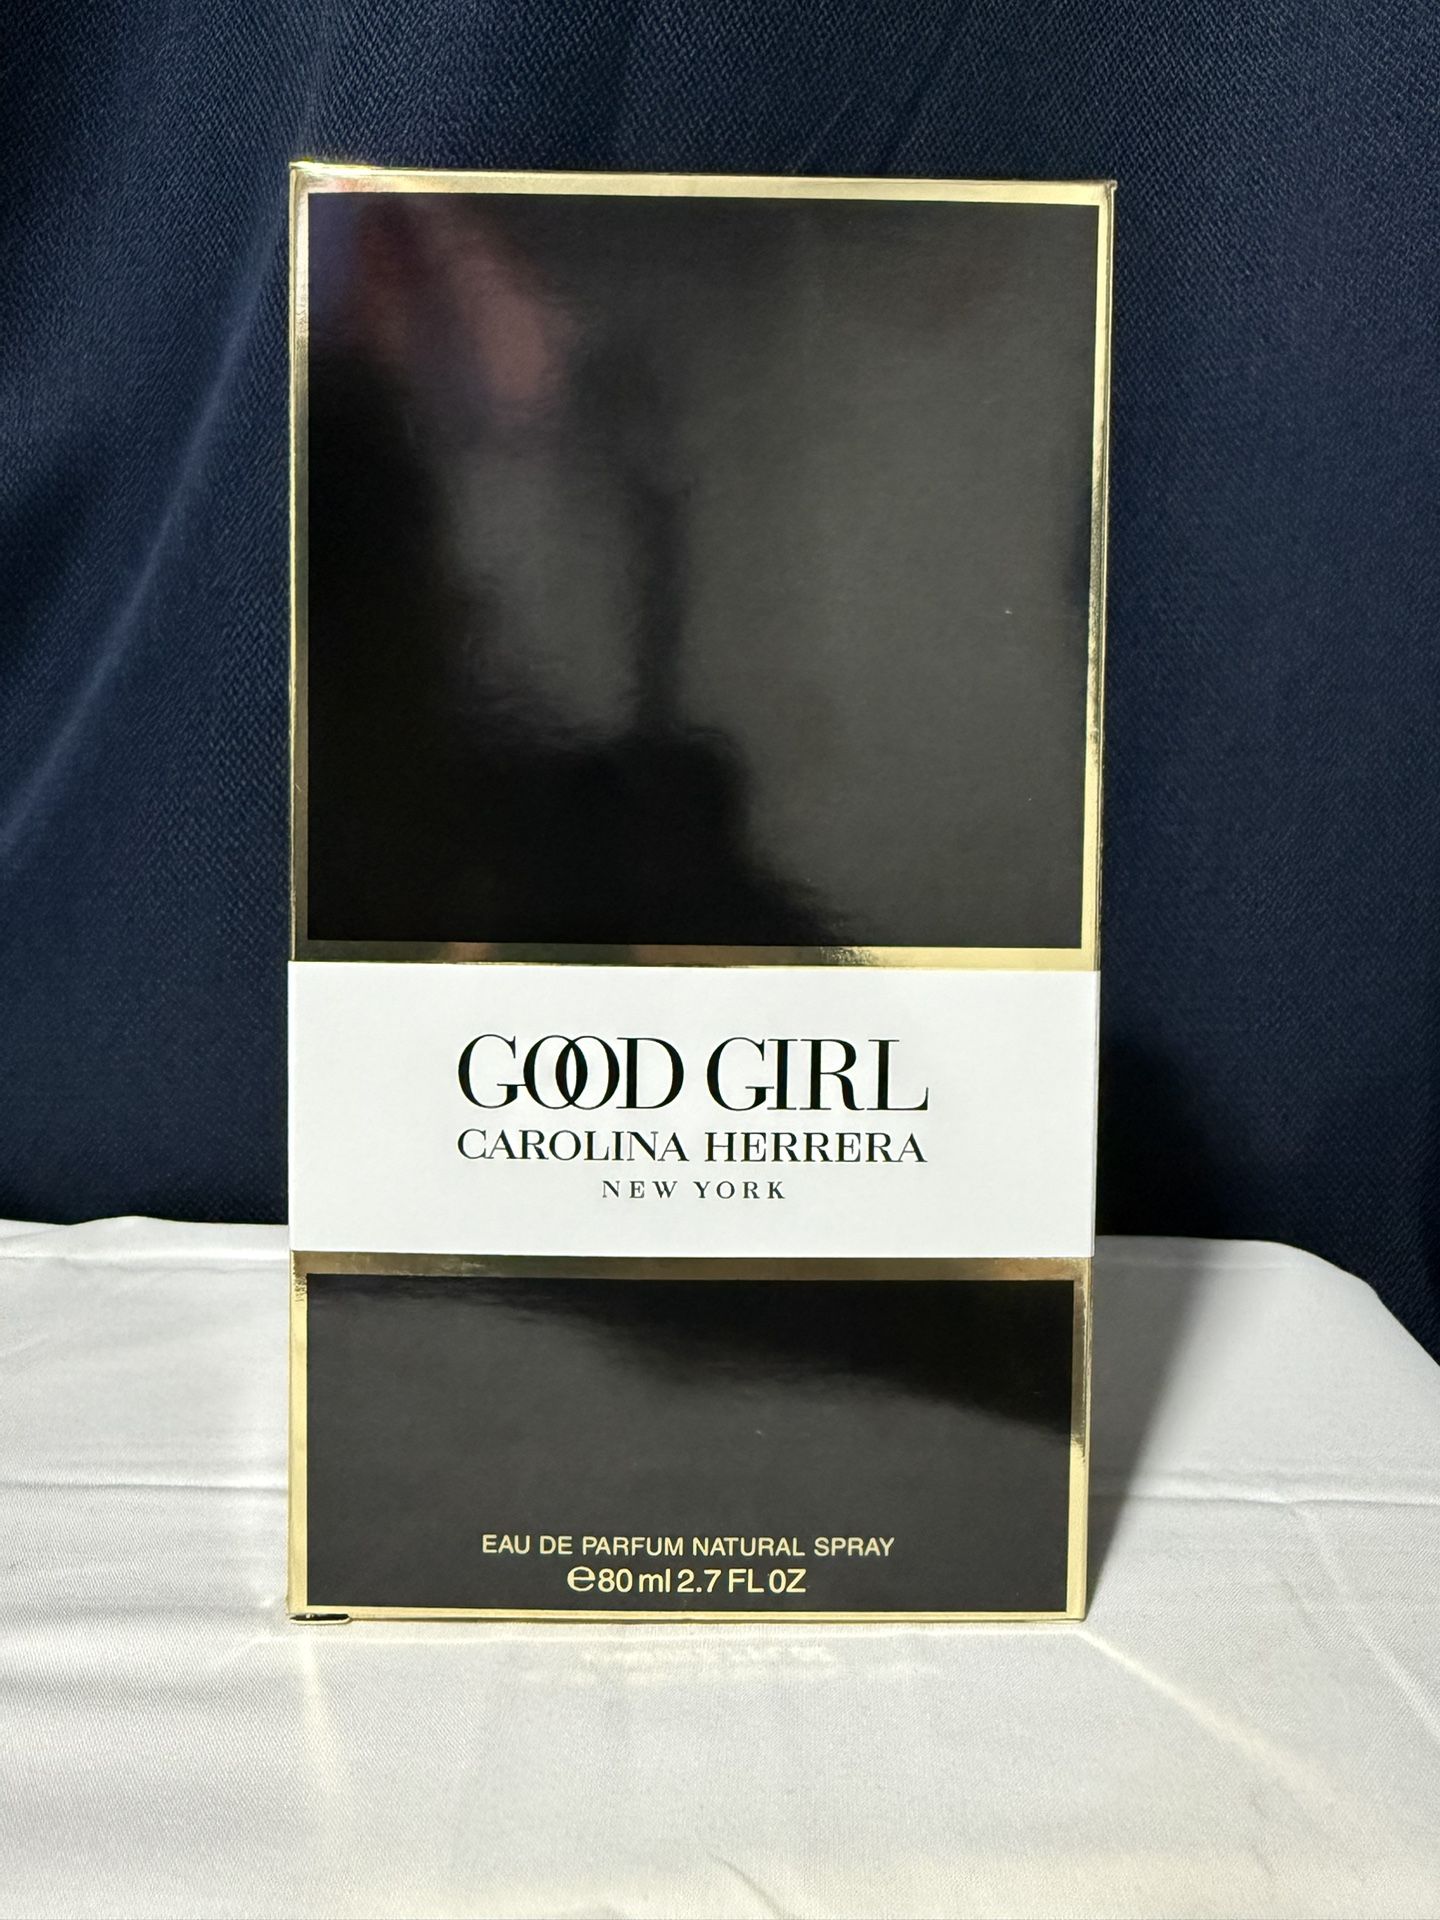 GOOD GIRL
CAROLINA HERRERA
NEW YORK
EAU DE PARFUM NATURAL SPRAY
℮80 ml 2.7 FL OZ